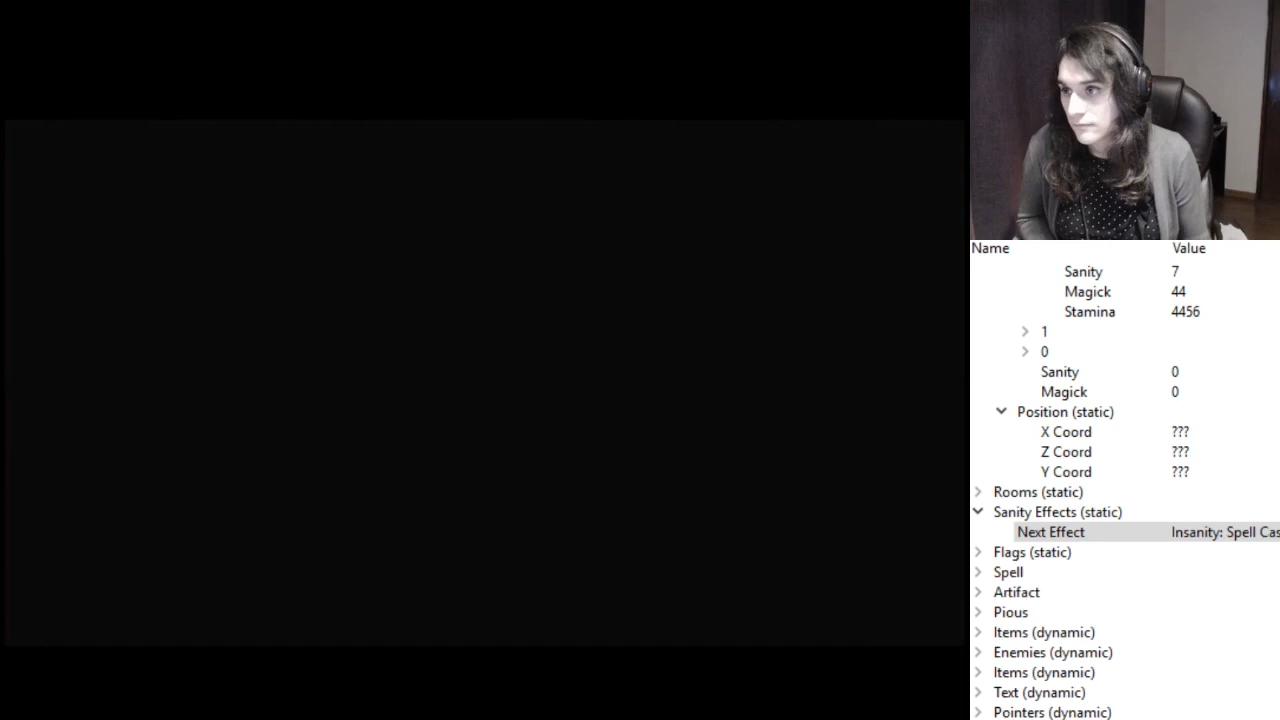 Name Value
Sanity 7
Magick 44
Stamina 4456
1
0
Sanity 0
Magick 0
Position (static)
X Coord ???
Z Coord ???
Y Coord ???
Rooms (static)
Sanity Effects (static)
Next Effect Insanity: Spell Cas
Flags (static)
Spell
Artifact
Pious
Items (dynamic)
Enemies (dynamic)
Items (dynamic)
Text (dynamic)
Pointers (dynamic)